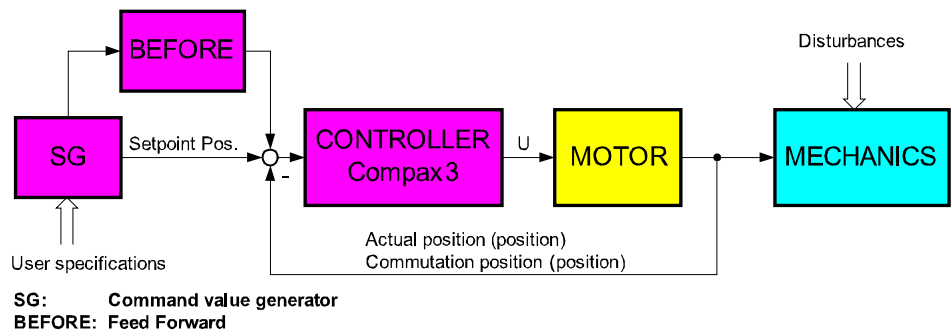 BEFORE
Disturbances
SG
Setpoint Pos.
-
CONTROLLER
Compax3
U
MOTOR
MECHANICS
Actual position (position)
Commutation position (position)
User specifications
SG: Command value generator
BEFORE: Feed Forward